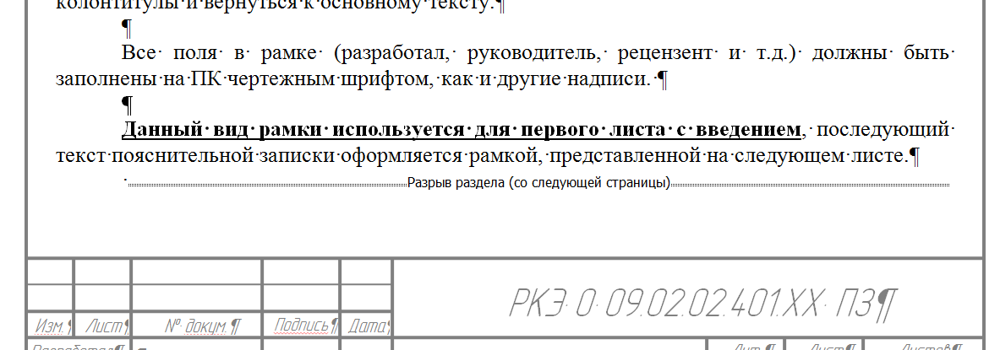 колонтитулы и вернуться к основному тексту.¶
¶
Все поля в рамке (разработал, руководитель, рецензент и т.д.) должны быть
заполнены на ПК чертежным шрифтом, как и другие надписи. ¶
¶
Данный вид рамки используется для первого листа с введением, последующий
текст пояснительной записки оформляется рамкой, представленной на следующем листе.¶
Разрыв раздела (со следующей страницы)
РКЭ 0 09.02.02.401.ХХ ПЗ¶
Изм.¶ Лист¶ № докум.¶ Подпись¶ Дата¶
Разработал¶ Лит.¶ Лист¶ Листов¶